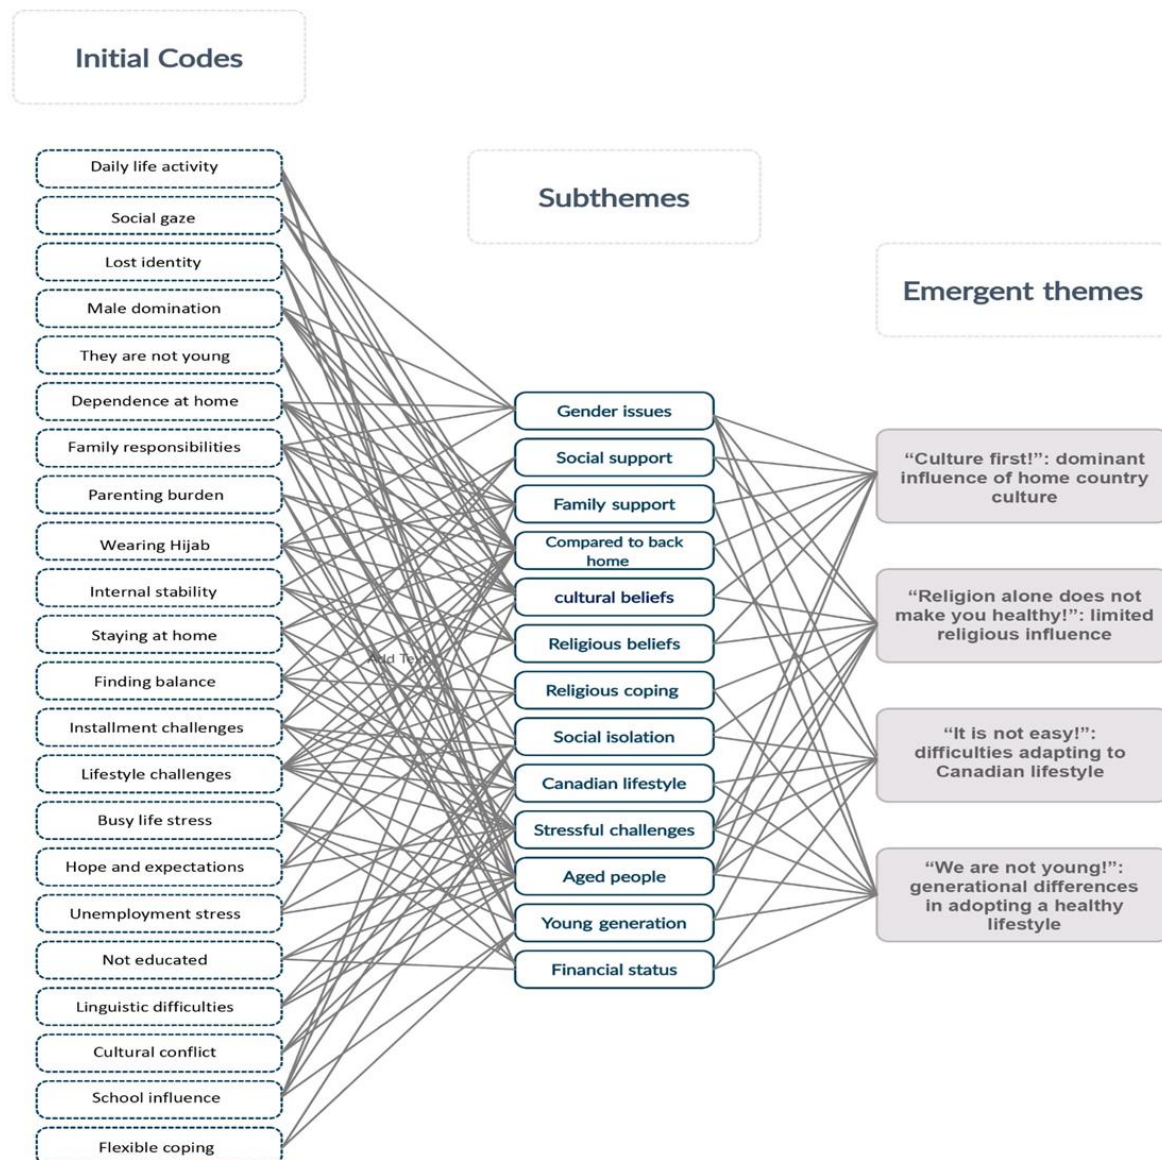 Initial Codes
Daily life activity
Social gaze
Lost identity
Male domination
They are not young
Dependence at home
Family responsibilities
Parenting burden
Wearing Hijab
Internal stability
Staying at home
Finding balance
Installment challenges
Lifestyle challenges
Busy life stress
Hope and expectations
Unemployment stress
Not educated
Linguistic difficulties
Cultural conflict
School influence
Flexible coping
Add Text
Subthemes
Gender issues
Social support
Family support
Compared to back
home
cultural beliefs
Religious beliefs
Religious coping
Social isolation
Canadian lifestyle
Stressful challenges
Aged people
Young generation
Financial status
Emergent themes
“Culture first!”: dominant
influence of home country
culture
“Religion alone does not
make you healthy!”: limited
religious influence
“It is not easy!”:
difficulties adapting to
Canadian lifestyle
“We are not young!”:
generational differences
in adopting a healthy
lifestyle